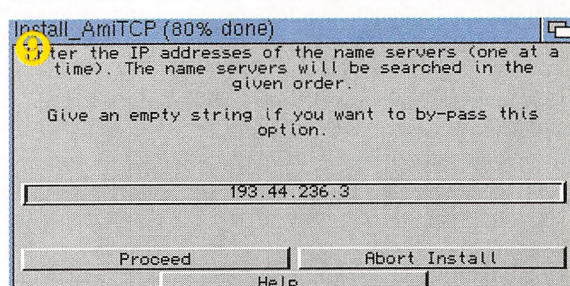 Install_AmiTCP (80% done)
9
ter the IP addresses of the name servers (one at a
time). The name servers will be searched in the
given order.
Give an empty string if you want to by-pass this
option.
193.44.236.3
Proceed Abort Install
Help